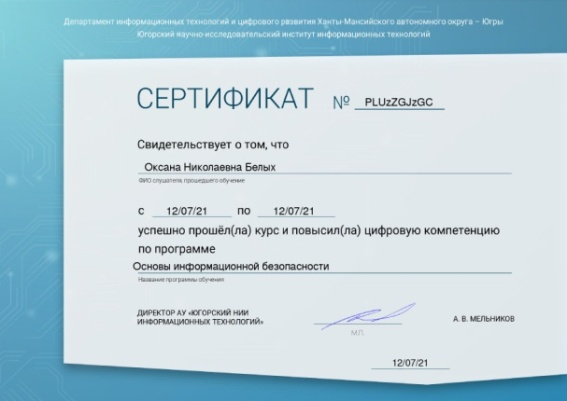 Департамент информационных технологий и цифрового развития Ханты-Мансийского автономного округа – Югры
Югорский научно-исследовательский институт информационных технологий
СЕРТИФИКАТ № PLUzZGJzGC
Свидетельствует о том, что
Оксана Николаевна Белых
ФИО слушателя, прошедшего обучение
с 12/07/21 по 12/07/21
успешно прошёл(ла) курс и повысил(ла) цифровую компетенцию
по программе
Основы информационной безопасности
Название программы обучения
ДИРЕКТОР АУ «ЮГОРСКИЙ НИИ
ИНФОРМАЦИОННЫХ ТЕХНОЛОГИЙ»
А. В. МЕЛЬНИКОВ
М.П.
12/07/21